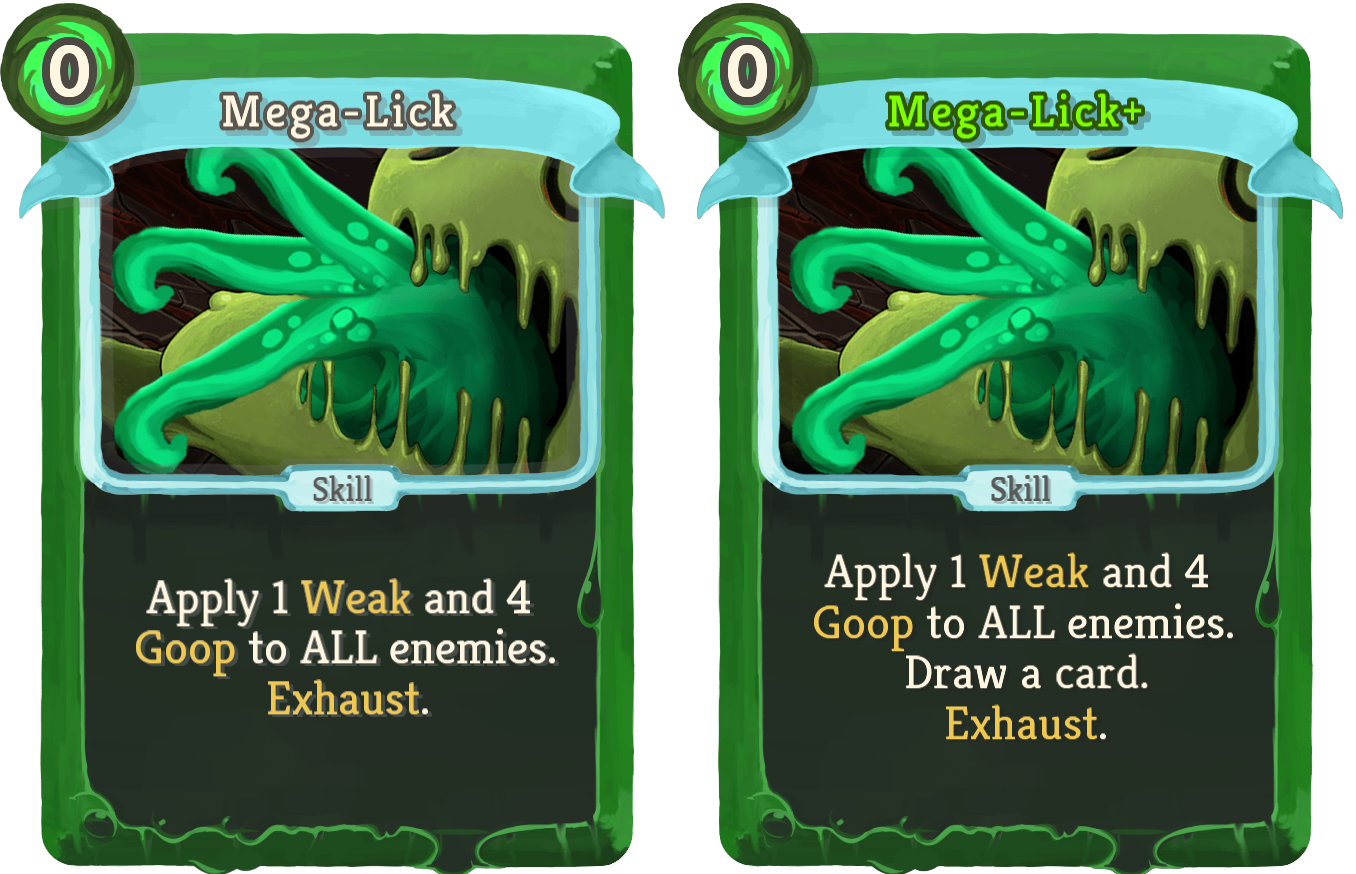 0
Mega-Lick
Skill
Apply 1 Weak and 4
Goop to ALL enemies.
Exhaust.
0
Mega-Lick+
Skill
Apply 1 Weak and 4
Goop to ALL enemies.
Draw a card.
Exhaust.